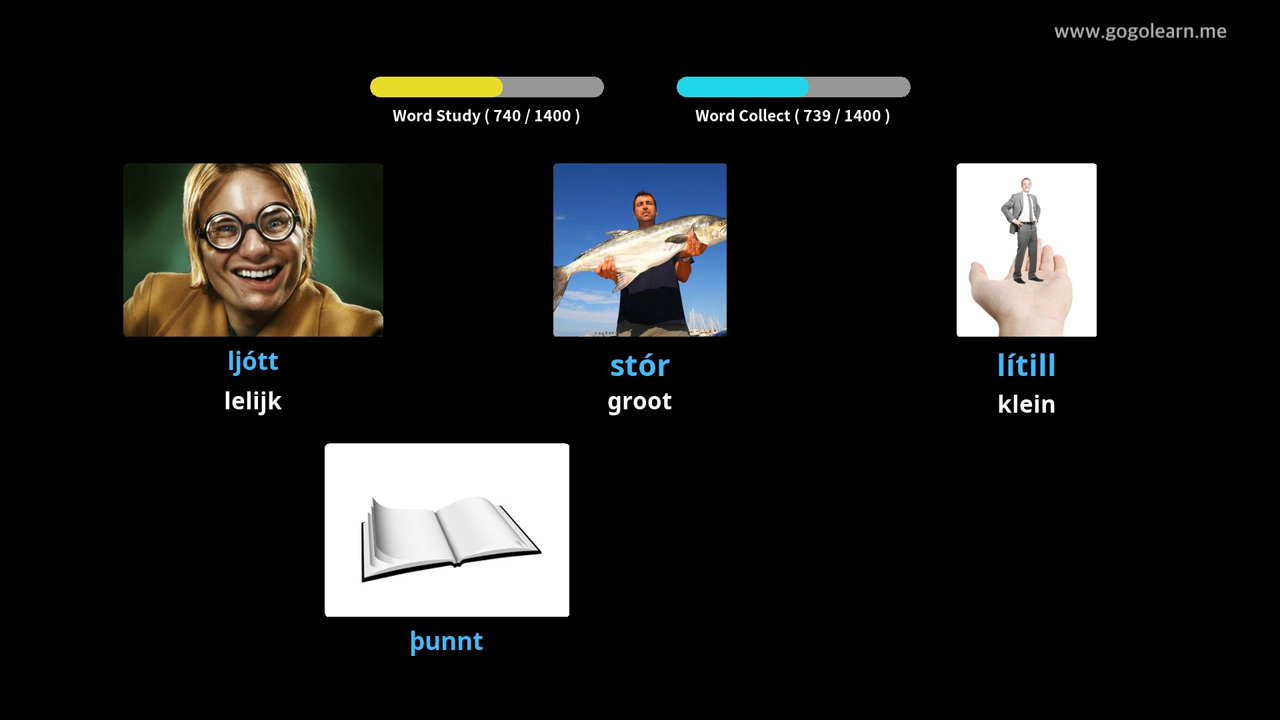 www.gogolearn.me
Word Study ( 740 / 1400 )
Word Collect ( 739 / 1400 )
ljótt
lelijk
stór
groot
lítill
klein
þunnt